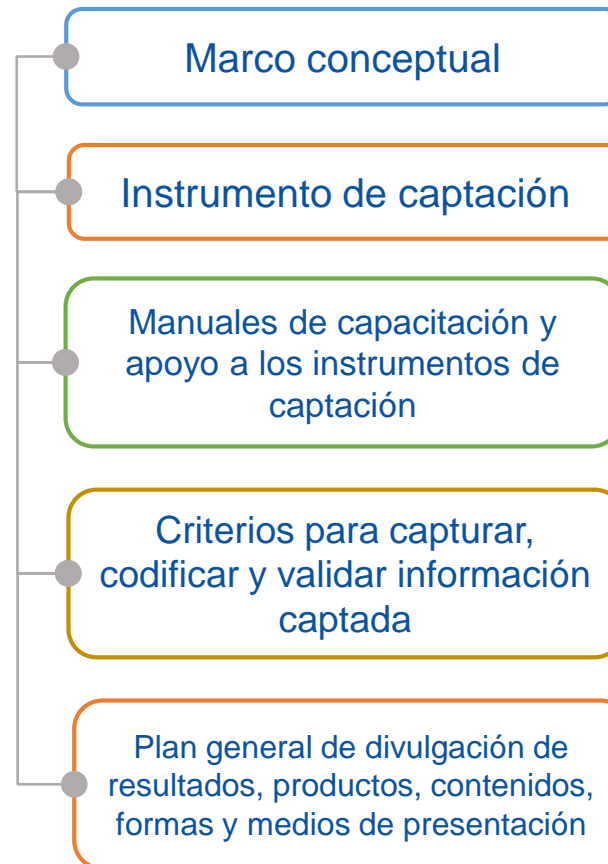 Marco conceptual
Instrumento de captación
Manuales de capacitación y
apoyo a los instrumentos de
captación
Criterios para capturar,
codificar y validar información
captada
Plan general de divulgación de
resultados, productos, contenidos,
formas y medios de presentación